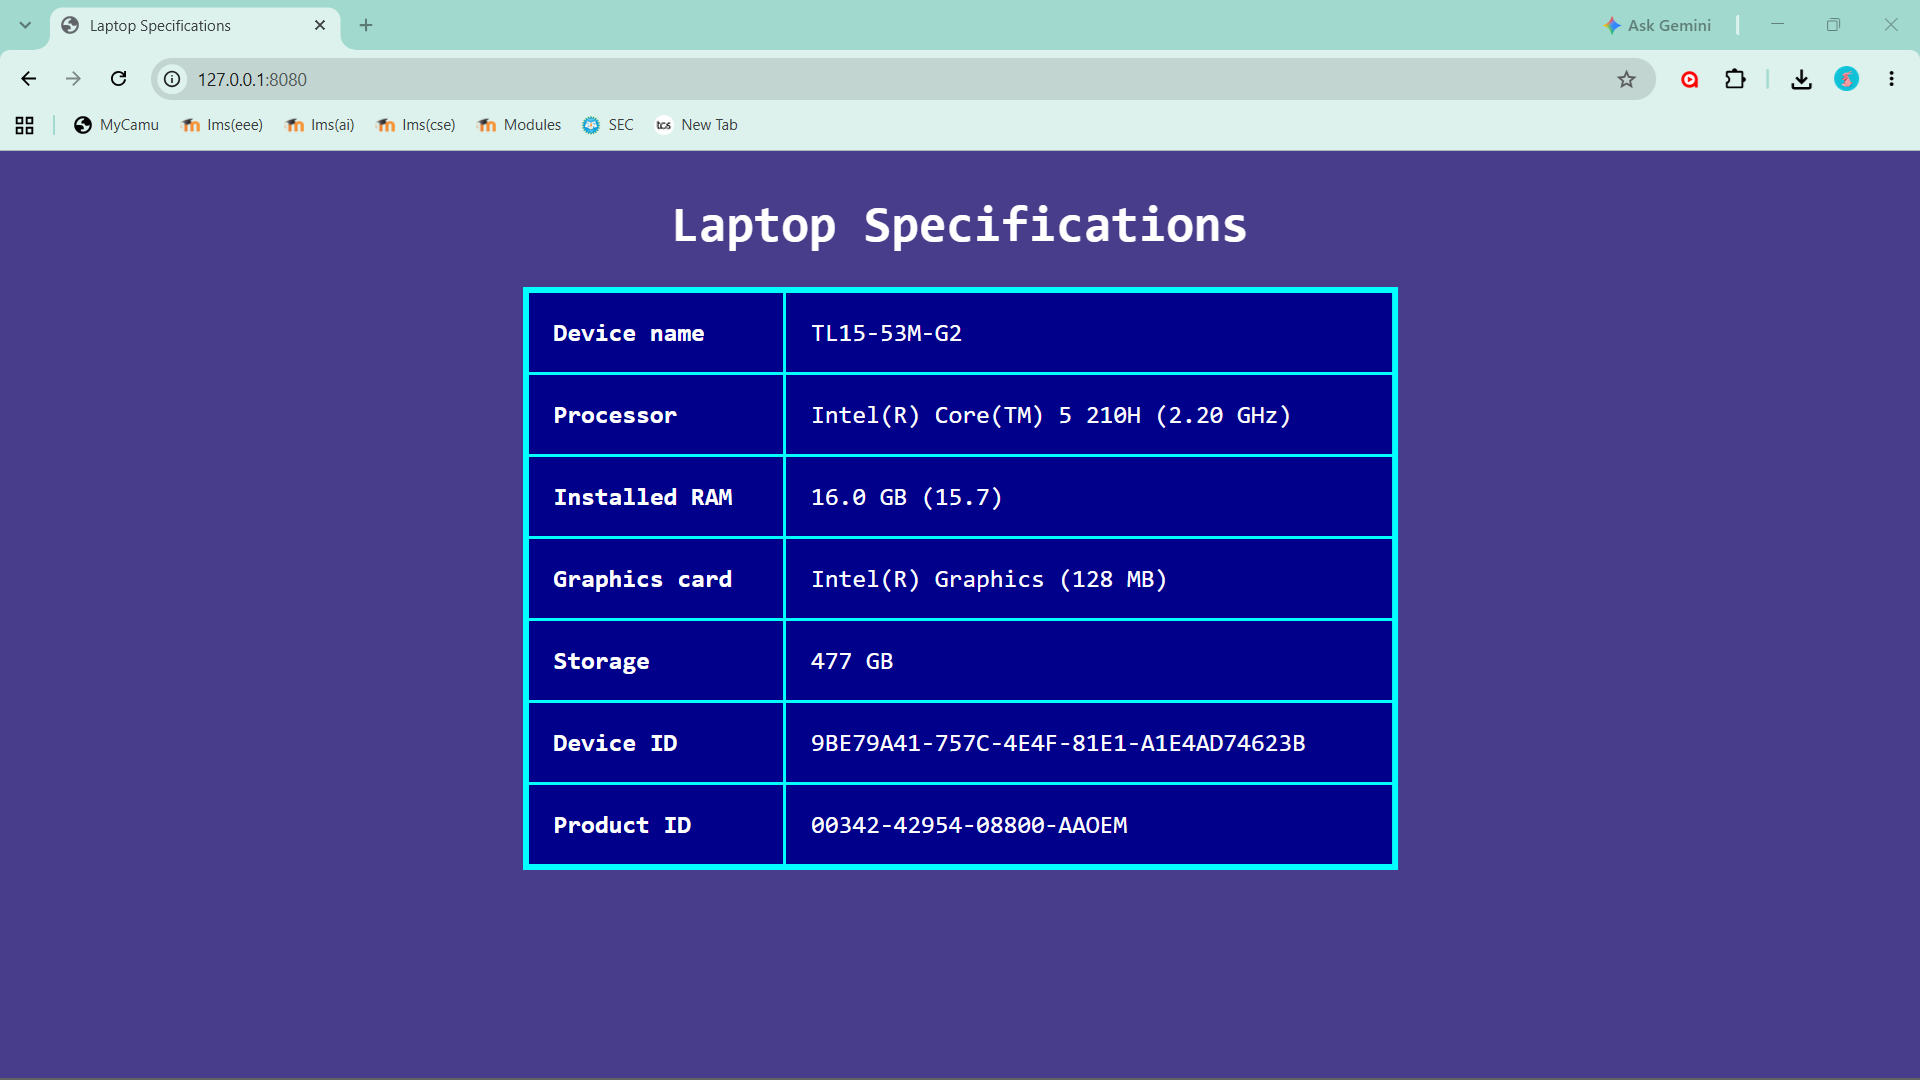 Laptop Specifications
Ask Gemini
127.0.0.1:8080
MyCamu lms(eee) lms(ai) lms(cse) Modules SEC tcs New Tab
Laptop Specifications
Device name TL15-53M-G2
Processor Intel(R) Core(TM) 5 210H (2.20 GHz)
Installed RAM 16.0 GB (15.7)
Graphics card Intel(R) Graphics (128 MB)
Storage 477 GB
Device ID 9BE79A41-757C-4E4F-81E1-A1E4AD74623B
Product ID 00342-42954-08800-AAOEM